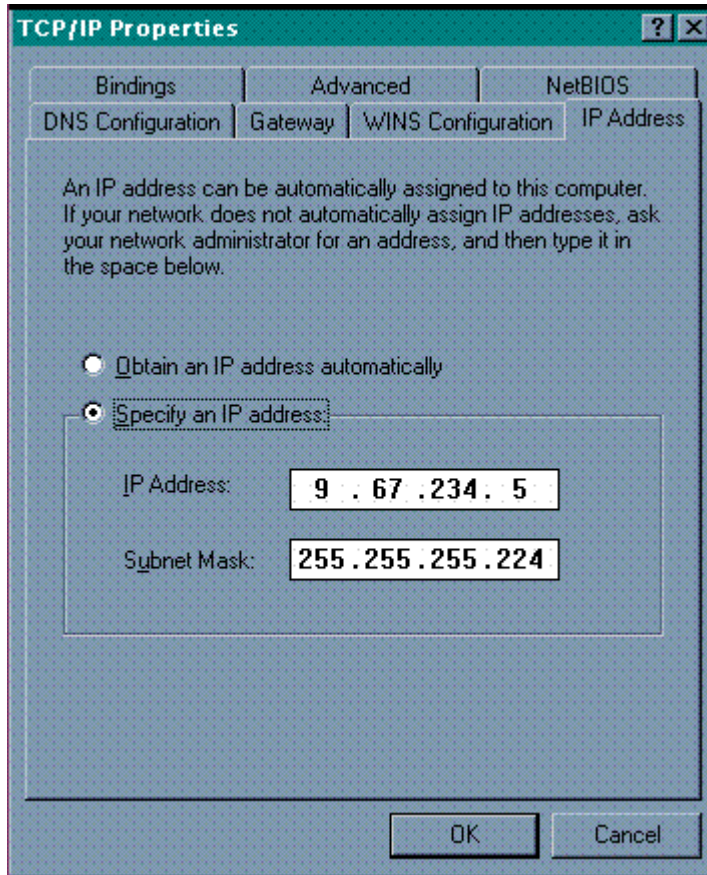 TCP/IP Properties
Bindings Advanced NetBIOS
DNS Configuration Gateway WINS Configuration IP Address
An IP address can be automatically assigned to this computer.
If your network does not automatically assign IP addresses, ask
your network administrator for an address, and then type it in
the space below.
Obtain an IP address automatically
Specify an IP address:
IP Address: 9 . 67 .234. 5
Subnet Mask: 255.255.255.224
OK Cancel